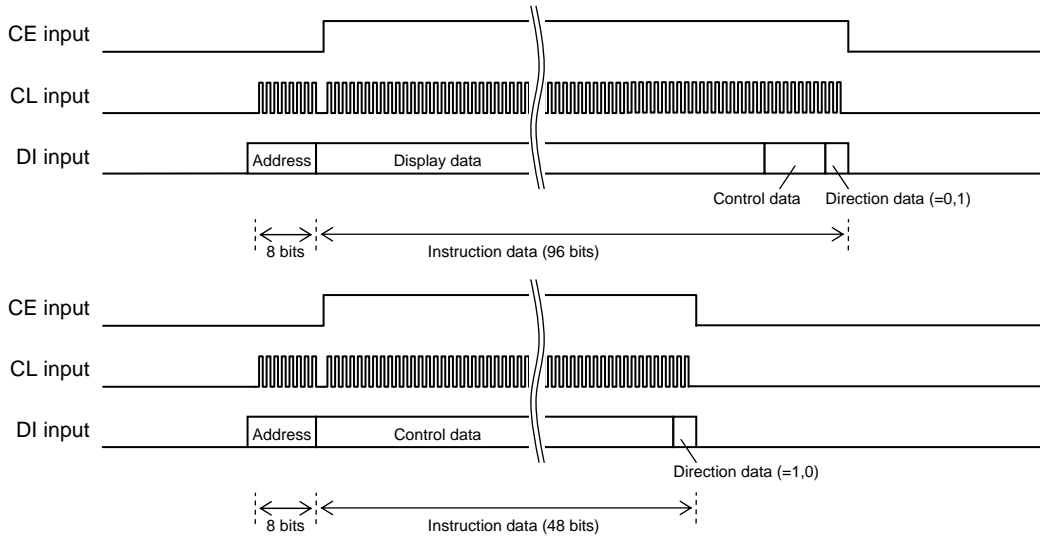 CE input
CL input
DI input
Address
Display data
Control data
Direction data (=0,1)
8 bits
Instruction data (96 bits)
CE input
CL input
DI input
Address
Control data
Direction data (=1,0)
8 bits
Instruction data (48 bits)